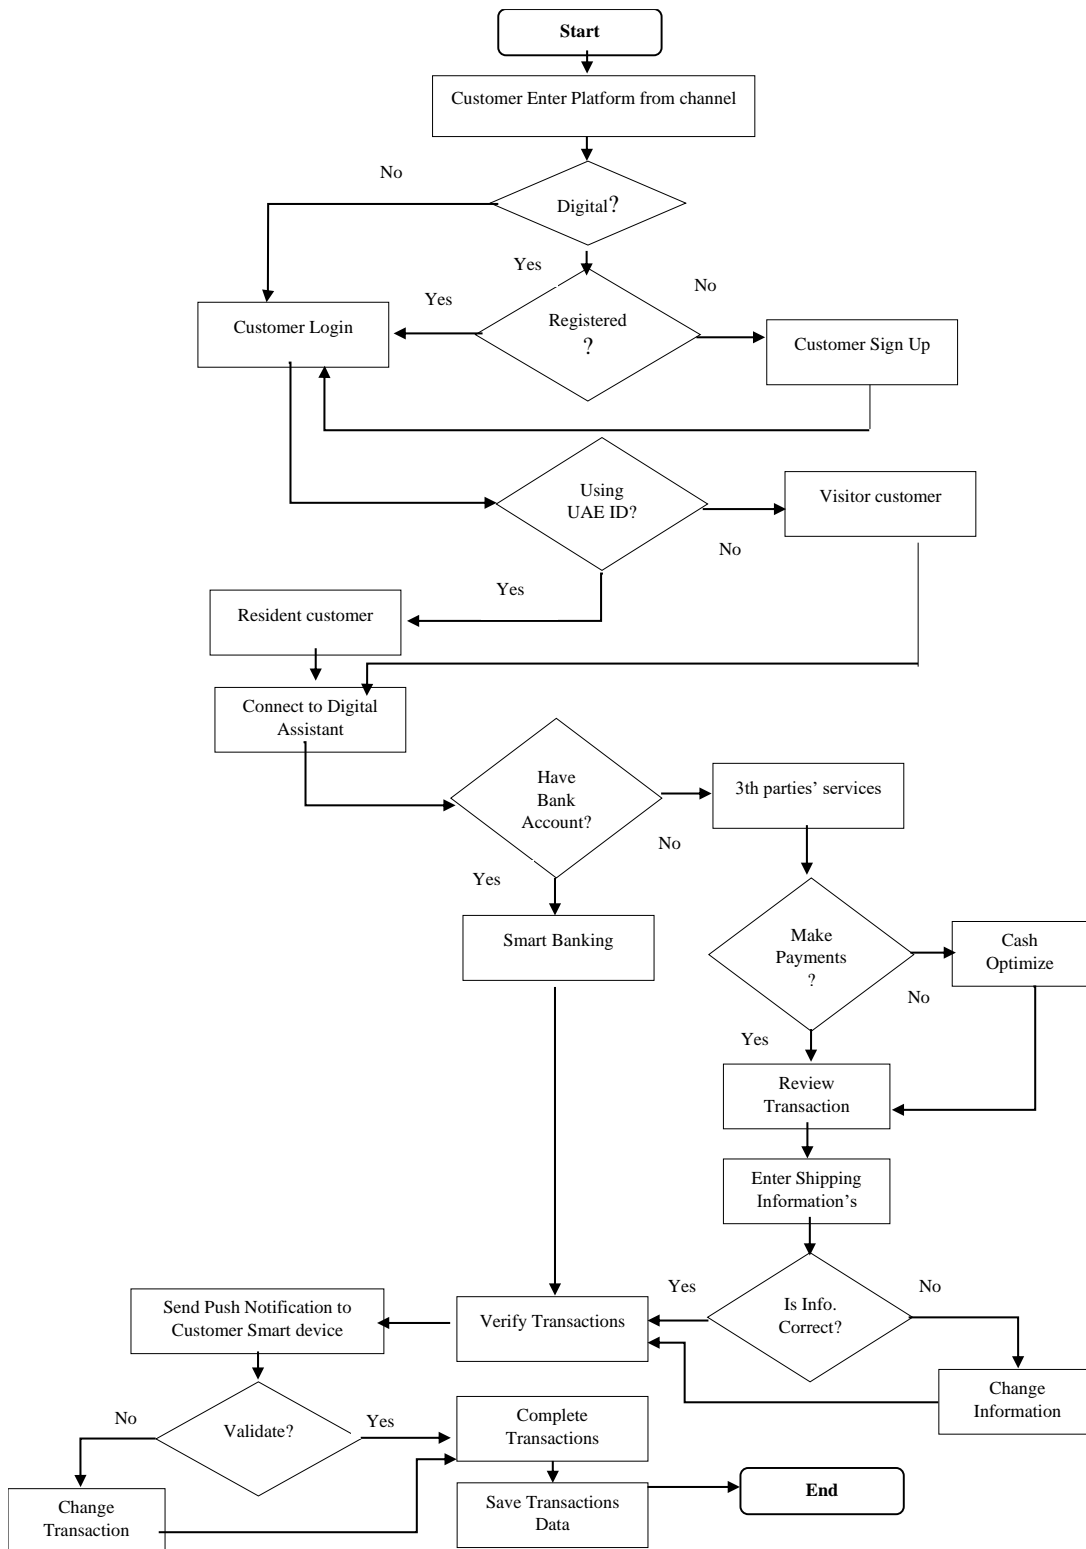 Start
Customer Enter Platform from channel
No
Digital?
Yes
Yes
No
Customer Login
Registered
?
Customer Sign Up
Using
UAE ID?
Visitor customer
No
Yes
Resident customer
Connect to Digital
Assistant
Have
Bank
Account?
3th parties’ services
No
Yes
Smart Banking
Make
Payments
?
Cash
Optimize
No
Yes
Review
Transaction
Enter Shipping
Information’s
Yes
No
Is Info.
Correct?
Send Push Notification to
Customer Smart device
Verify Transactions
Change
Information
No
Validate?
Yes
Complete
Transactions
Change
Transaction
Save Transactions
Data
End